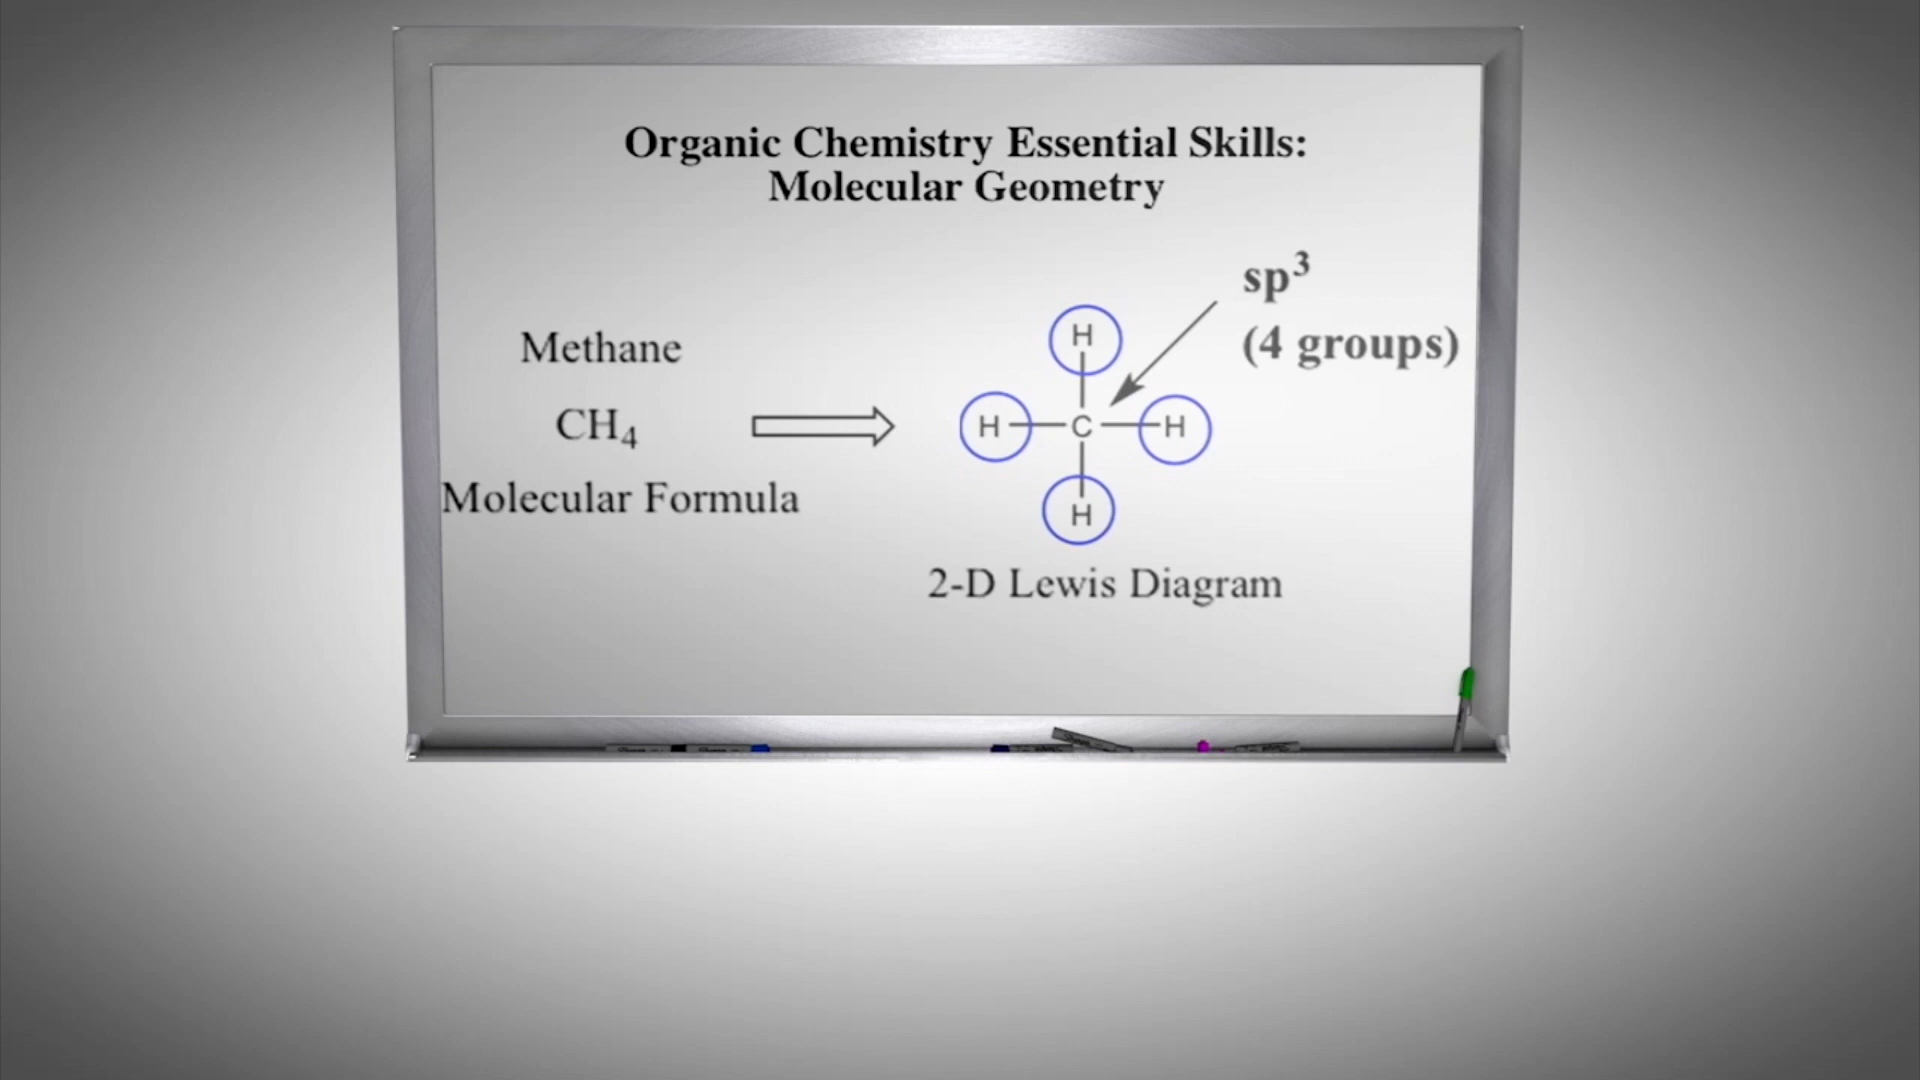 Organic Chemistry Essential Skills:
Molecular Geometry
sp³
(4 groups)
Methane
CH₄
Molecular Formula
H
H C H
H
2-D Lewis Diagram